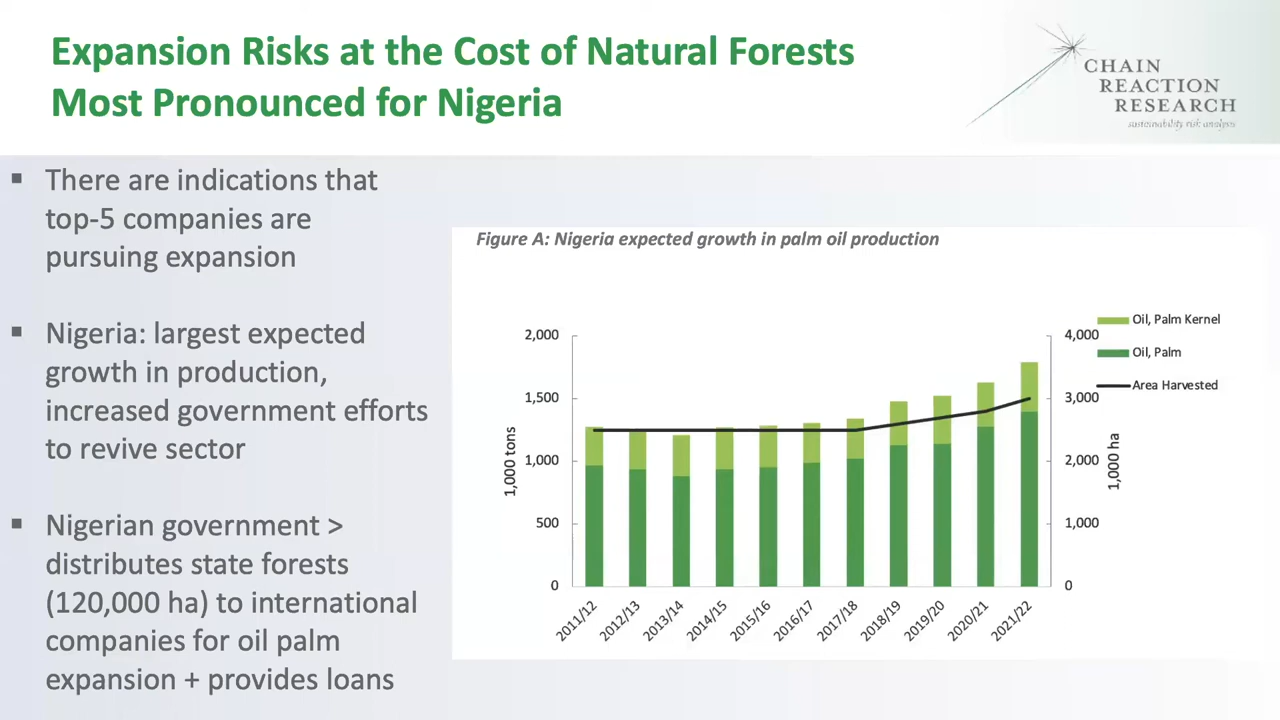 Expansion Risks at the Cost of Natural Forests
Most Pronounced for Nigeria
CHAIN
REACTION
RESEARCH
sustainability risk analysis
▪ There are indications that
top-5 companies are
pursuing expansion
▪ Nigeria: largest expected
growth in production,
increased government efforts
to revive sector
▪ Nigerian government >
distributes state forests
(120,000 ha) to international
companies for oil palm
expansion + provides loans
Figure A: Nigeria expected growth in palm oil production
2,000
1,500
1,000
500
0
1,000 tons
4,000
3,000
2,000
1,000
0
1,000 ha
Oil, Palm Kernel
Oil, Palm
Area Harvested
2011/12
2012/13
2013/14
2014/15
2015/16
2016/17
2017/18
2018/19
2019/20
2020/21
2021/22